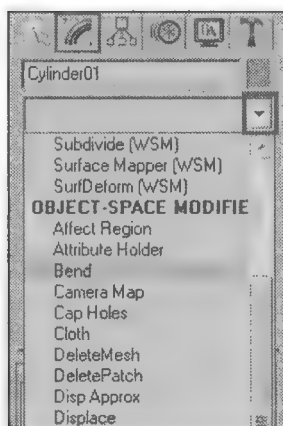 Cylinder01
Subdivide (WSM)
Surface Mapper (WSM)
SurfDeform (WSM)
OBJECT-SPACE MODIFIE
Affect Region
Attribute Holder
Bend
Camera Map
Cap Holes
Cloth
DeleteMesh
DeletePatch
Disp Approx
Displace